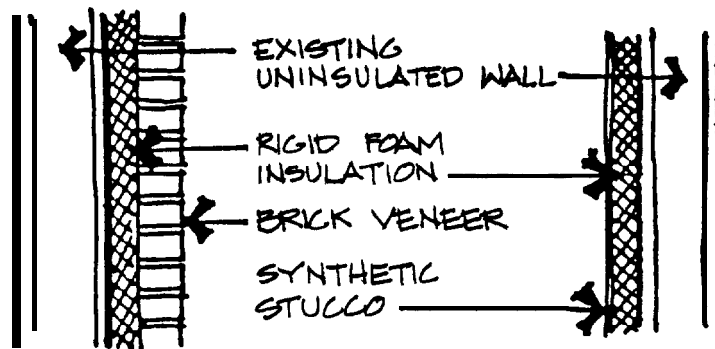 EXISTING
UNINSULATED WALL
RIGID FOAM
INSULATION
BRICK VENEER
SYNTHETIC
STUCCO